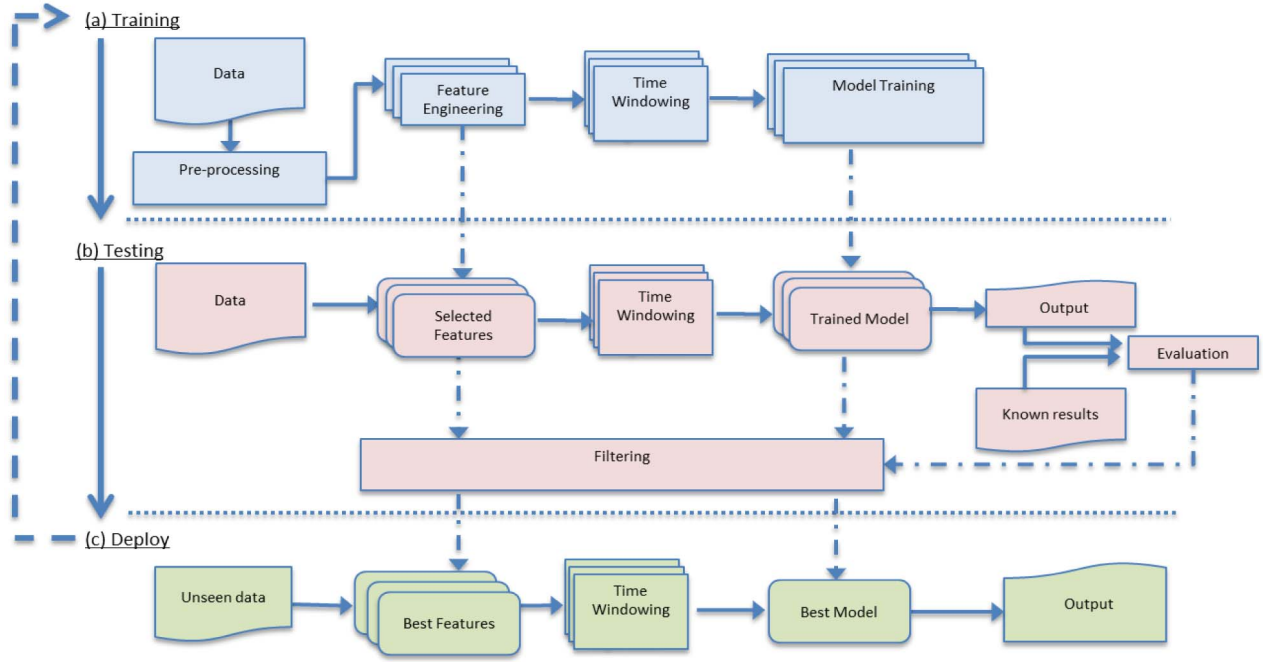 (a) Training
Data
Feature
Engineering
Time
Windowing
Model Training
Pre-processing
(b) Testing
Data
Selected
Features
Time
Windowing
Trained Model
Output
Evaluation
Known results
Filtering
(c) Deploy
Unseen data
Best Features
Time
Windowing
Best Model
Output